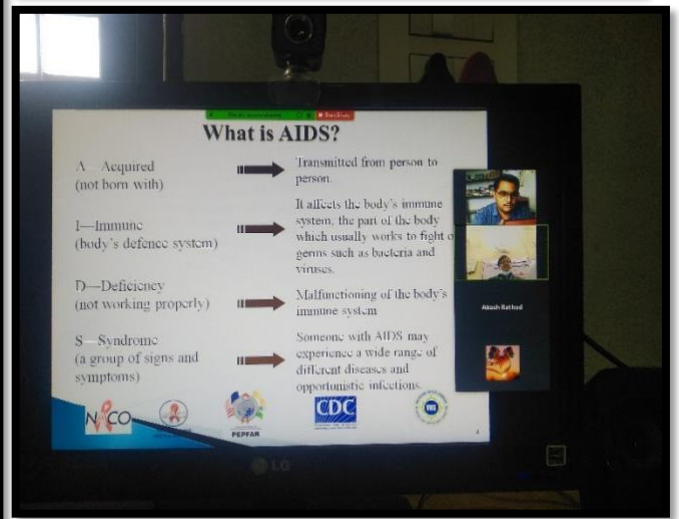 What is AIDS?
A—Acquired
(not born with)
Transmitted from person to
person.
I—Immune
(body's defence system)
It affects the body's immune
system, the part of the body
which usually works to fight o
germs such as bacteria and
viruses.
D—Deficiency
(not working properly)
Malfunctioning of the body's
immune system
S—Syndrome
(a group of signs and
symptoms)
Someone with AIDS may
experience a wide range of
different diseases and
opportunistic infections.
Akash Rathod
NACO
PEPFAR
CDC
4
LG